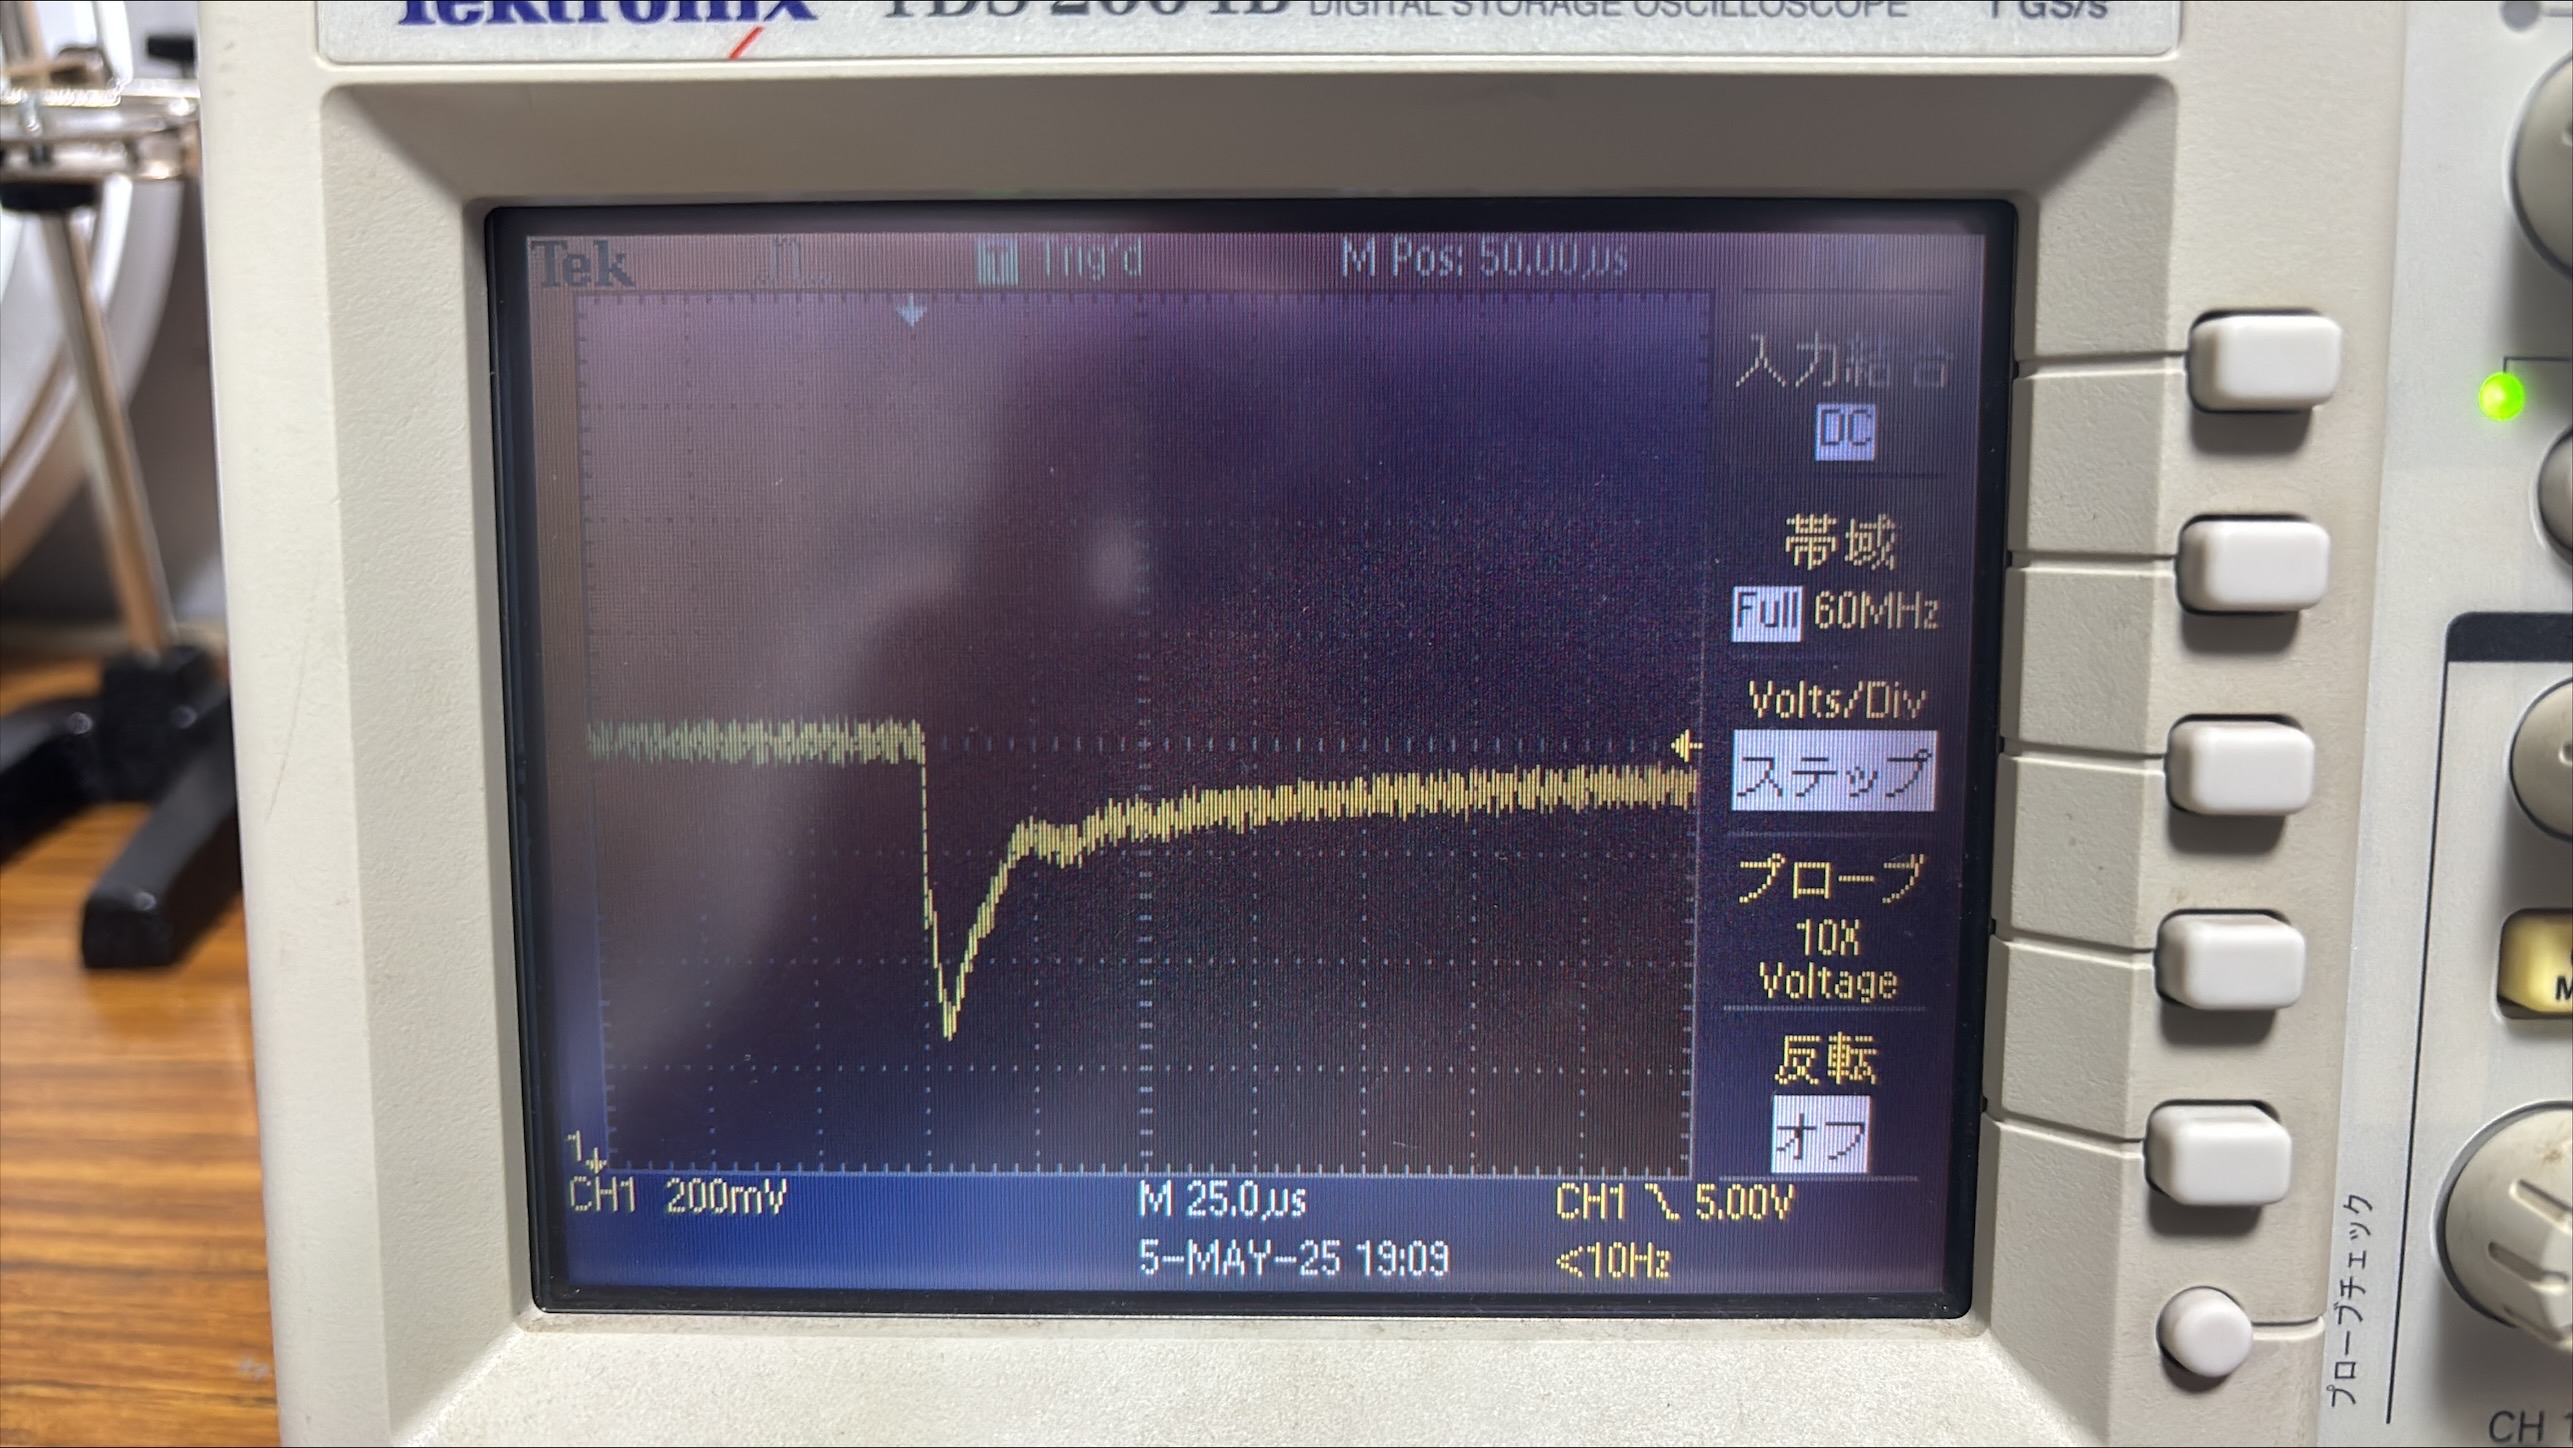 Tektronix TDS 2004B DIGITAL STORAGE OSCILLOSCOPE 1 GS/s
Tek Trig'd M Pos: 50.00µs
入力結合
DC
帯域
Full 60MHz
Volts/Div
ステップ
プローブ
10X
Voltage
反転
オフ
1
CH1 200mV M 25.0µs CH1 5.00V
5-MAY-25 19:09 <10Hz
プローブチェック
M
CH